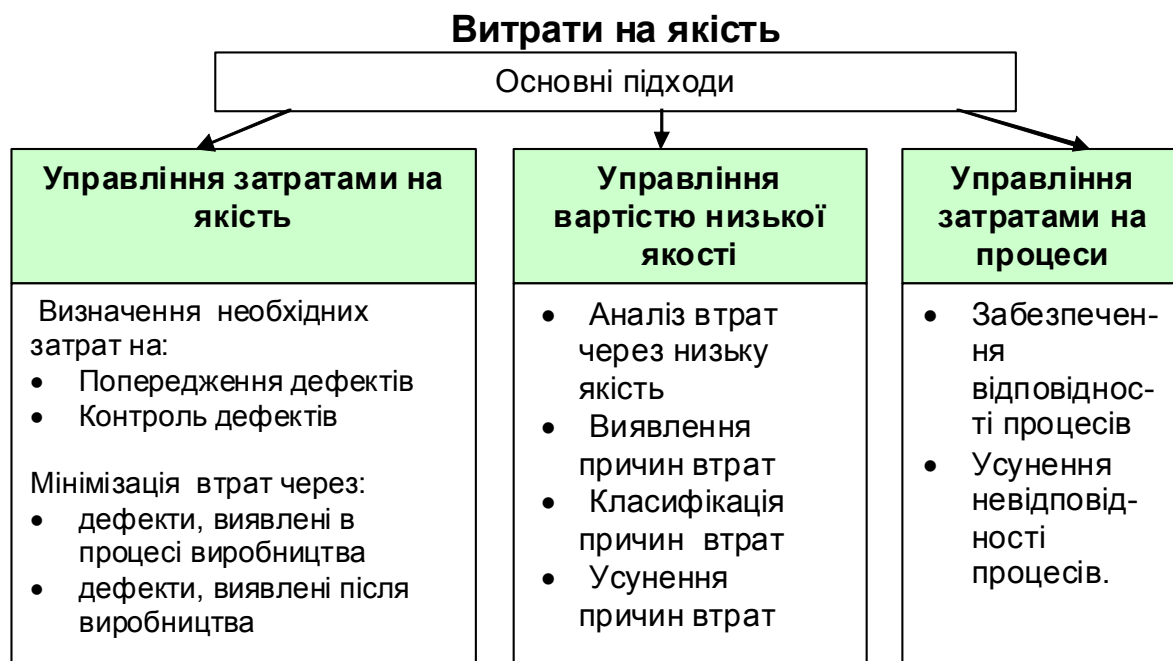 Витрати на якість
Основні підходи
Управління затратами на
якість
Визначення необхідних
затрат на:
• Попередження дефектів
• Контроль дефектів
Мінімізація втрат через:
• дефекти, виявлені в
процесі виробництва
• дефекти, виявлені після
виробництва
Управління
вартістю низької
якості
• Аналіз втрат
через низьку
якість
• Виявлення
причин втрат
• Класифікація
причин втрат
• Усунення
причин втрат
Управління
затратами на
процеси
• Забезпечен-
ня
відповіднос-
ті процесів
• Усунення
невідповід-
ності
процесів.